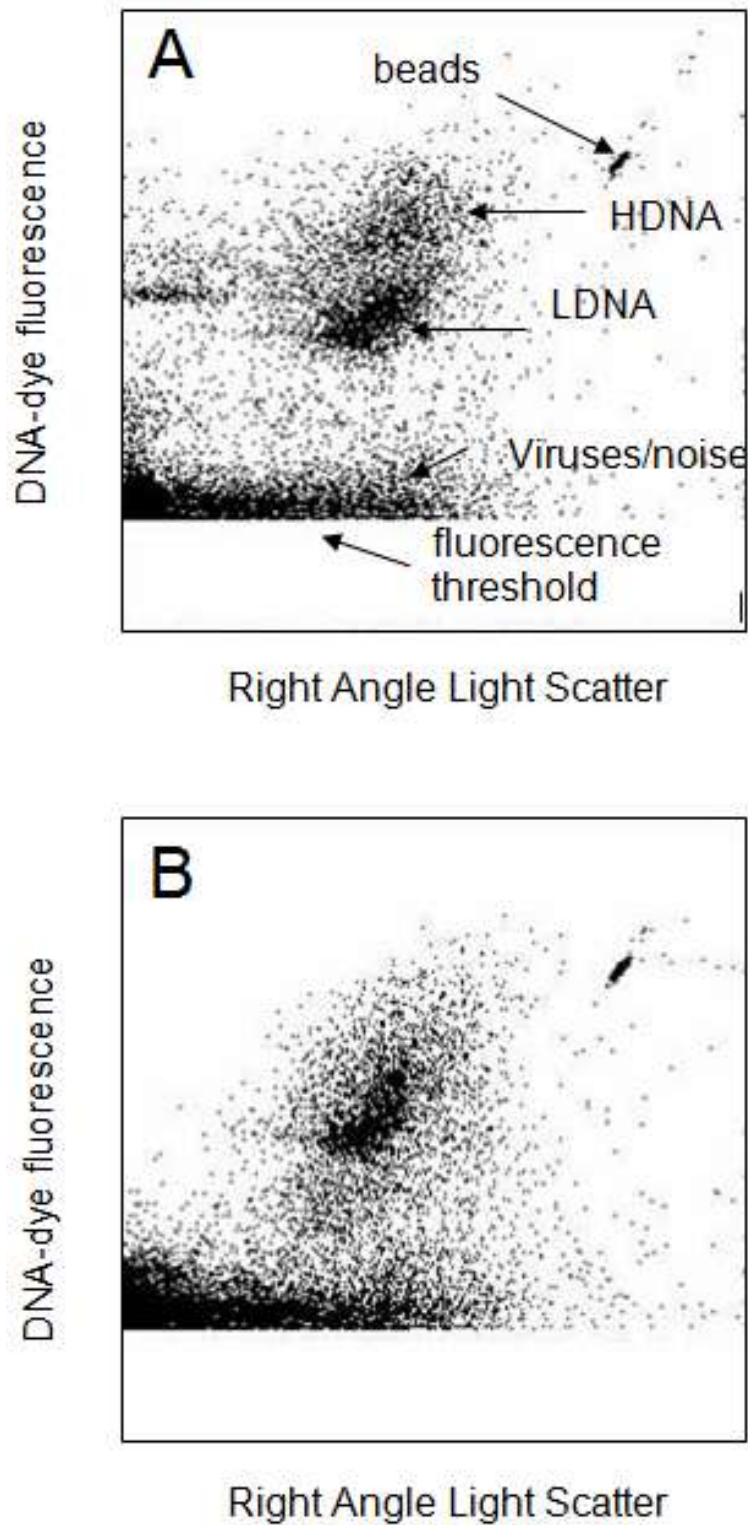 A
beads
HDNA
LDNA
Viruses/noise
fluorescence
threshold
DNA-dye fluorescence
Right Angle Light Scatter
B
DNA-dye fluorescence
Right Angle Light Scatter